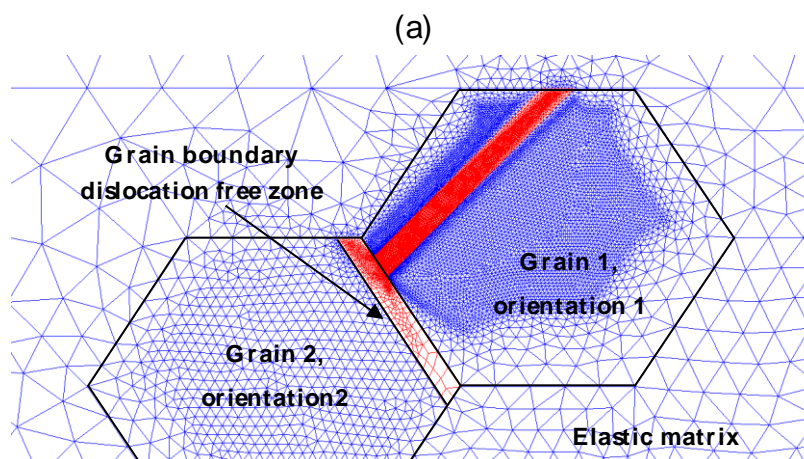 (a)
Grain boundary
dislocation free zone
Grain 1,
orientation 1
Grain 2,
orientation2
Elastic matrix